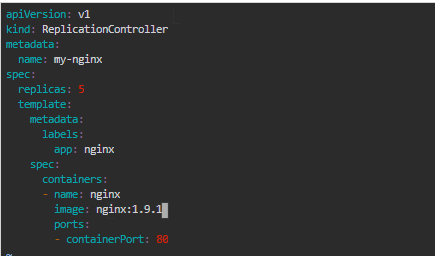 apiVersion: v1
kind: ReplicationController
metadata:
  name: my-nginx
spec:
  replicas: 5
  template:
    metadata:
      labels:
        app: nginx
    spec:
      containers:
      - name: nginx
        image: nginx:1.9.1
        ports:
        - containerPort: 80
~